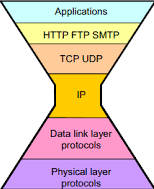 Applications
HTTP FTP SMTP
TCP UDP
IP
Data link layer
protocols
Physical layer
protocols